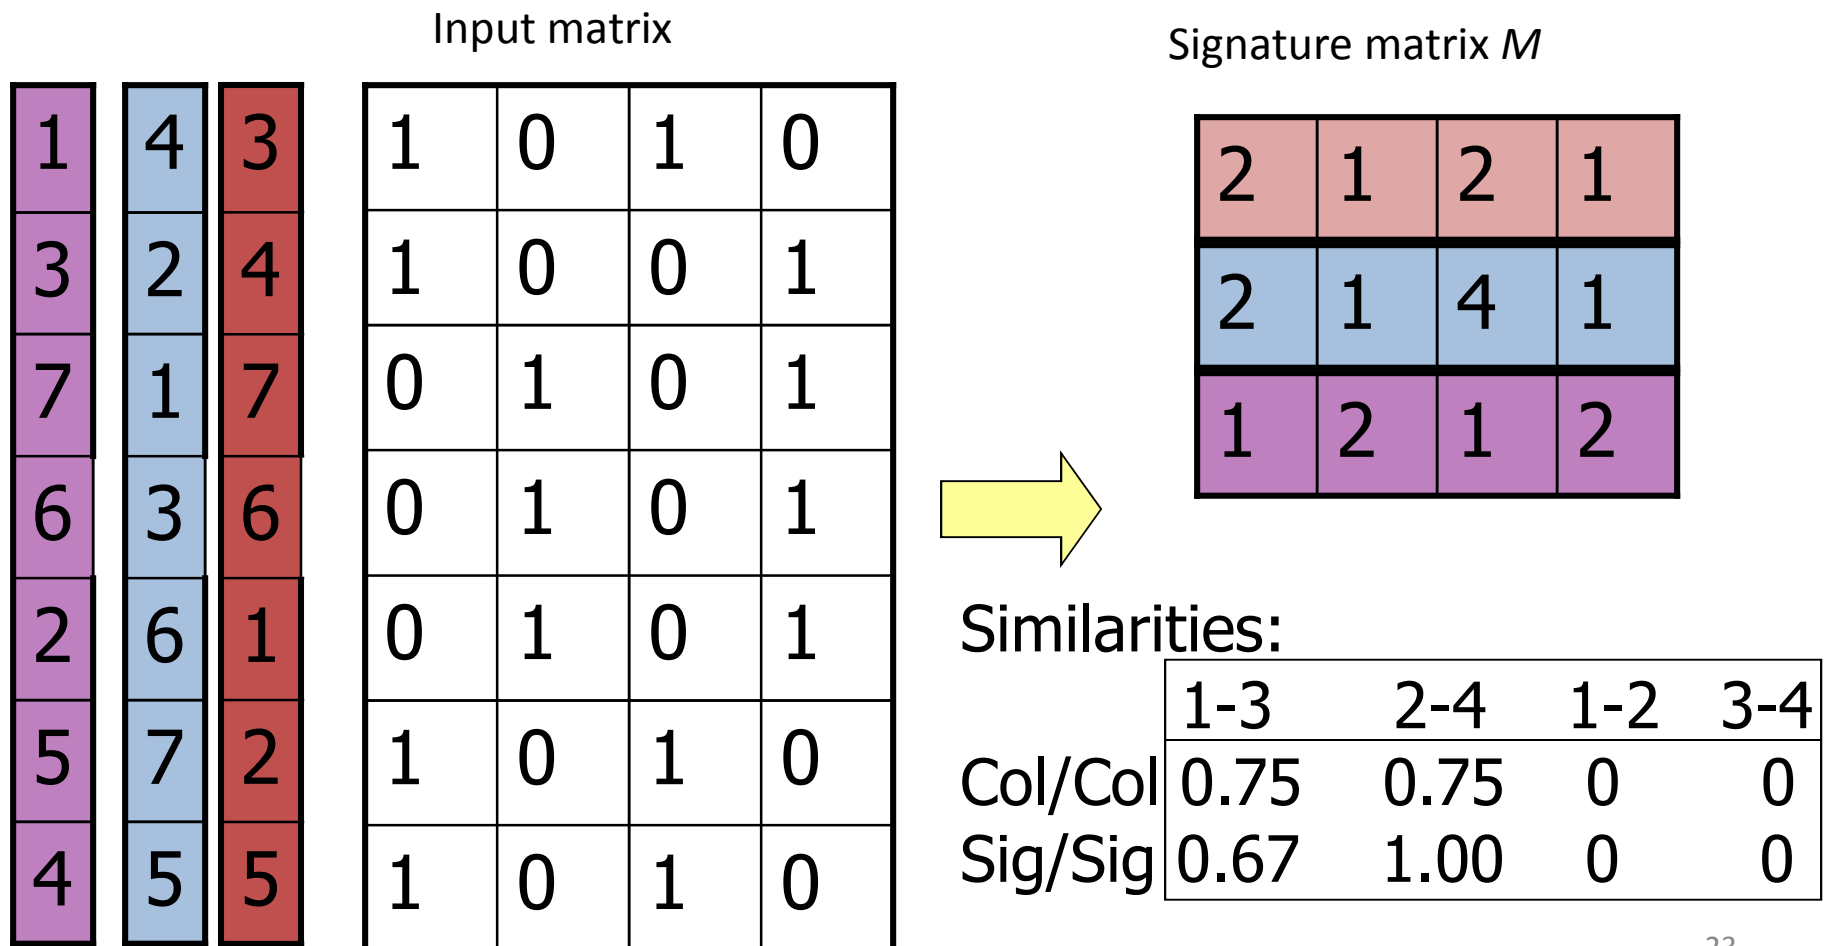 Input matrix
Signature matrix M
1 4 3 1 0 1 0
3 2 4 1 0 0 1
7 1 7 0 1 0 1
6 3 6 0 1 0 1
2 6 1 0 1 0 1
5 7 2 1 0 1 0
4 5 5 1 0 1 0
2 1 2 1
2 1 4 1
1 2 1 2
Similarities:
1-3 2-4 1-2 3-4
Col/Col 0.75 0.75 0 0
Sig/Sig 0.67 1.00 0 0